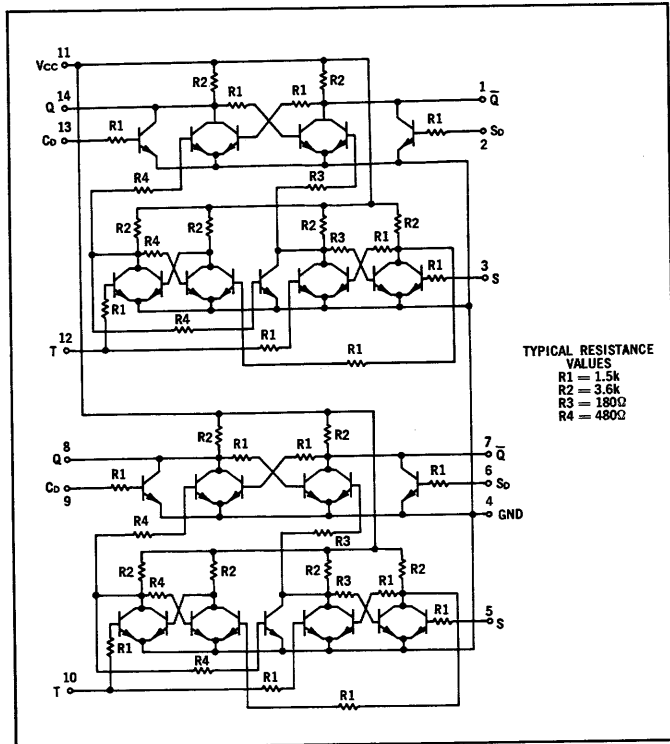 11
VCC
R2
R2
Q 14
R1
R1
1 Q̅
13
CD
R1
R1
SD
2
R4
R3
R2
R4
R2
R2
R3
R1
R2
R1
3
S
R1
R4
12
T
R1
R1
TYPICAL RESISTANCE
VALUES
R1 = 1.5k
R2 = 3.6k
R3 = 180Ω
R4 = 480Ω
8
Q
R2
R1
R1
R2
7
Q̅
R1
CD
9
R1
6
SD
4
GND
R4
R3
R2
R4
R2
R2
R3
R1
R2
R1
5
S
R1
R4
10
T
R1
R1